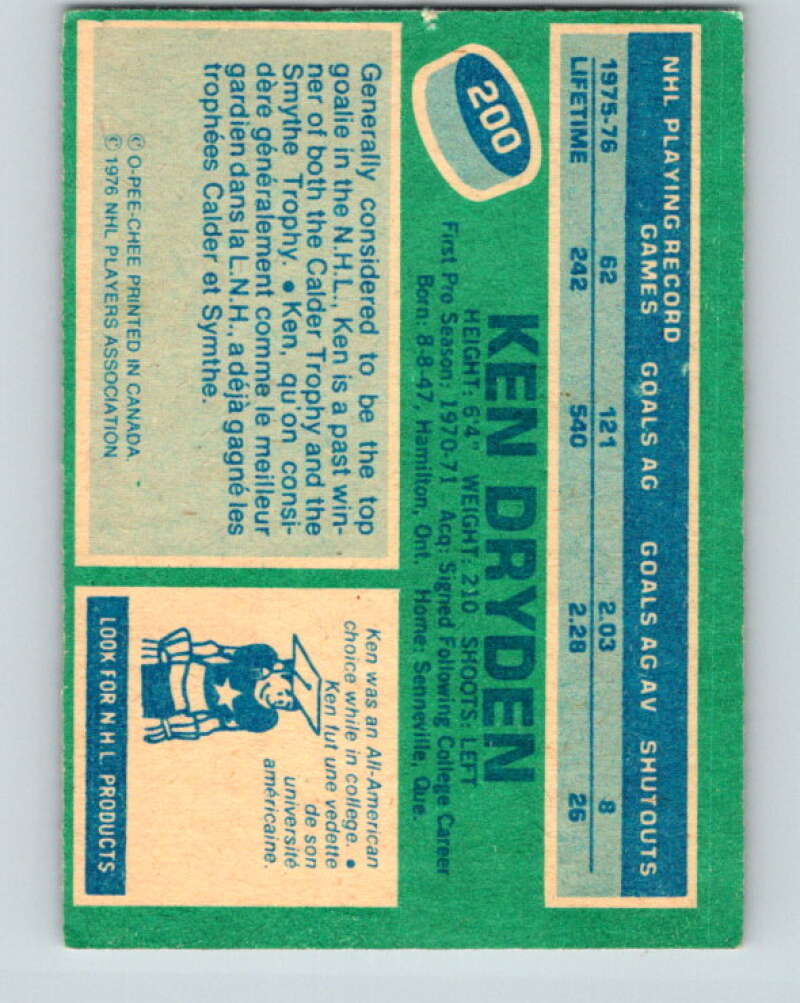 NHL PLAYING RECORD
GAMES GOALS AG GOALS AG/AV SHUTOUTS
1975-76 62 121 2.03 8
LIFETIME 242 540 2.28 26
200
KEN DRYDEN
HEIGHT: 6'4" WEIGHT: 210 SHOOTS: LEFT
First Pro Season: 1970-71 Acq: Signed Following College Career
Born: 8-8-47, Hamilton, Ont. Home: Senneville, Que.
Generally considered to be the top
goalie in the N.H.L., Ken is a past win-
ner of both the Calder Trophy and the
Smythe Trophy. • Ken, qu'on consi-
dère généralement comme le meilleur
gardien dans la L.N.H., a déjà gagné les
trophées Calder et Symthe.
© O-PEE-CHEE PRINTED IN CANADA.
© 1976 NHL PLAYERS ASSOCIATION
Ken was an All-American
choice while in college. •
Ken fut une vedette
de son
université
américaine.
LOOK FOR N.H.L. PRODUCTS